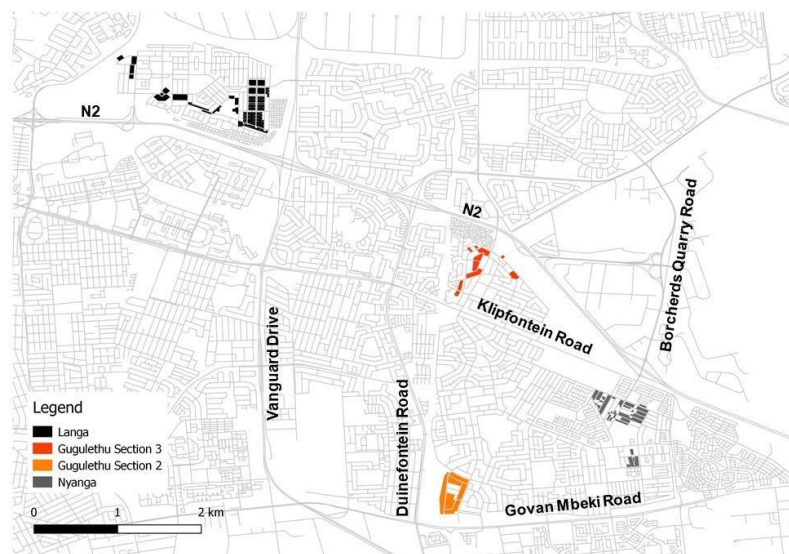 N2
N2
Borcherds Quarry Road
Klipfontein Road
Vanguard Drive
Duinefontein Road
Govan Mbeki Road
Legend
Langa
Gugulethu Section 3
Gugulethu Section 2
Nyanga
0 1 2 km